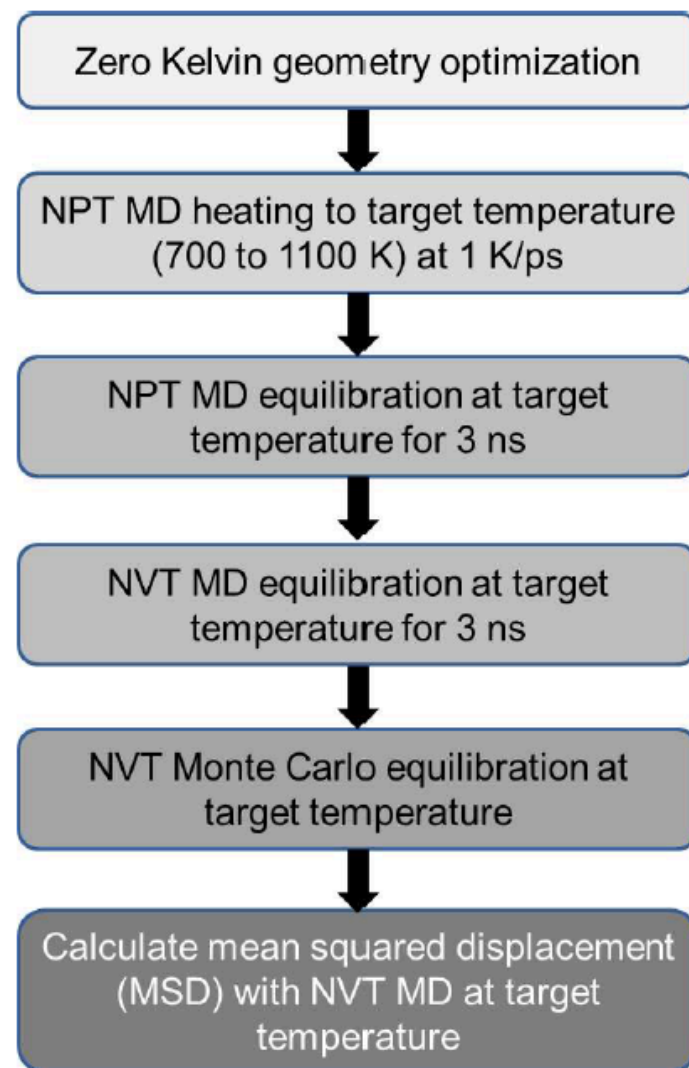 Zero Kelvin geometry optimization
NPT MD heating to target temperature
(700 to 1100 K) at 1 K/ps
NPT MD equilibration at target
temperature for 3 ns
NVT MD equilibration at target
temperature for 3 ns
NVT Monte Carlo equilibration at
target temperature
Calculate mean squared displacement
(MSD) with NVT MD at target
temperature